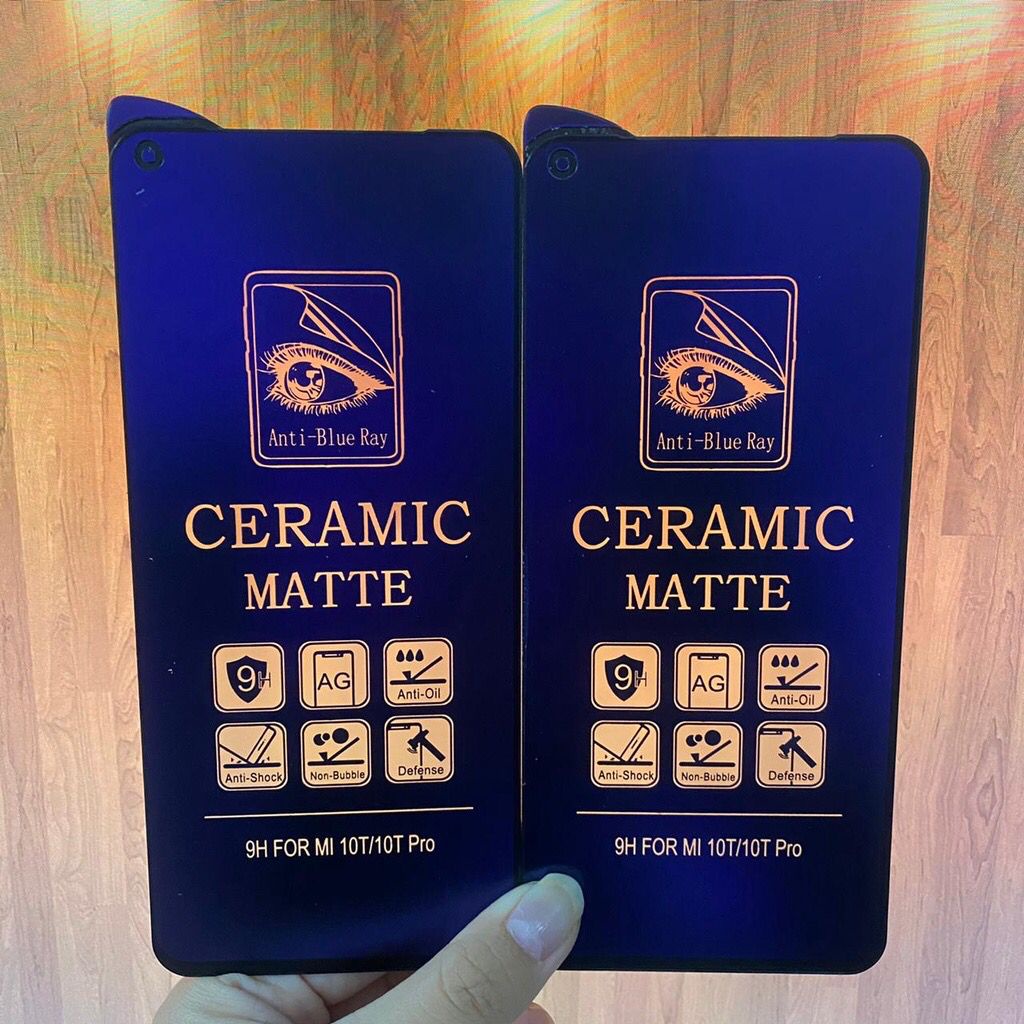 Anti-Blue Ray
CERAMIC
MATTE
9H
AG
Anti-Oil
Anti-Shock
Non-Bubble
Defense
9H FOR MI 10T/10T Pro
Anti-Blue Ray
CERAMIC
MATTE
9H
AG
Anti-Oil
Anti-Shock
Non-Bubble
Defense
9H FOR MI 10T/10T Pro